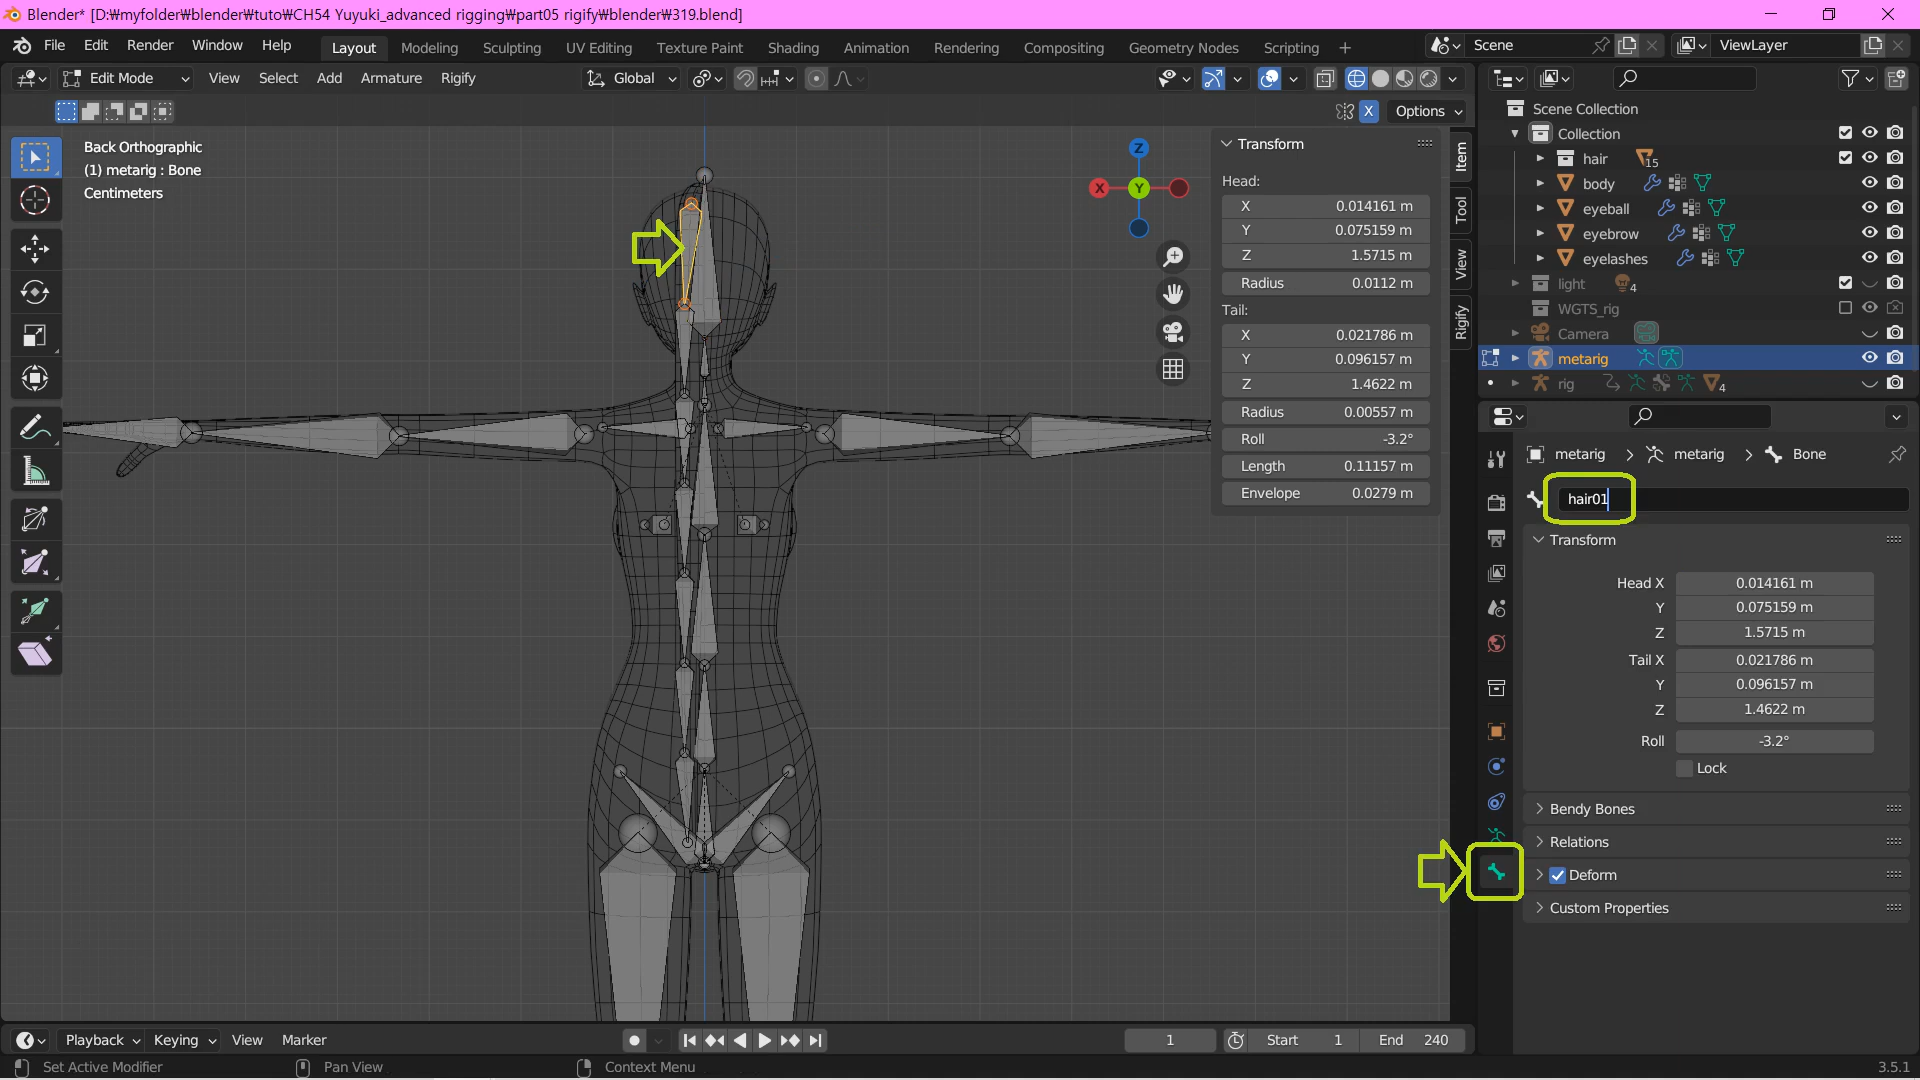 Blender* [D:₩myfolder₩blender₩tuto₩CH54 Yuyuki_advanced rigging₩part05 rigify₩blender₩319.blend]
File Edit Render Window Help Layout Modeling Sculpting UV Editing Texture Paint Shading Animation Rendering Compositing Geometry Nodes Scripting + Scene ViewLayer
Edit Mode View Select Add Armature Rigify Global
X Options
Back Orthographic
(1) metarig : Bone
Centimeters
Z
X Y
Transform
Head:
X 0.014161 m
Y 0.075159 m
Z 1.5715 m
Radius 0.0112 m
Tail:
X 0.021786 m
Y 0.096157 m
Z 1.4622 m
Radius 0.00557 m
Roll -3.2°
Length 0.11157 m
Envelope 0.0279 m
Item
Tool
View
Rigify
Scene Collection
Collection
hair 15
body
eyeball
eyebrow
eyelashes
light 4
WGTS_rig
Camera
metarig
rig 4
metarig > metarig > Bone
hair01
Transform
Head X 0.014161 m
Y 0.075159 m
Z 1.5715 m
Tail X 0.021786 m
Y 0.096157 m
Z 1.4622 m
Roll -3.2°
Lock
Bendy Bones
Relations
Deform
Custom Properties
Playback Keying View Marker 1 Start 1 End 240
Set Active Modifier Pan View Context Menu 3.5.1